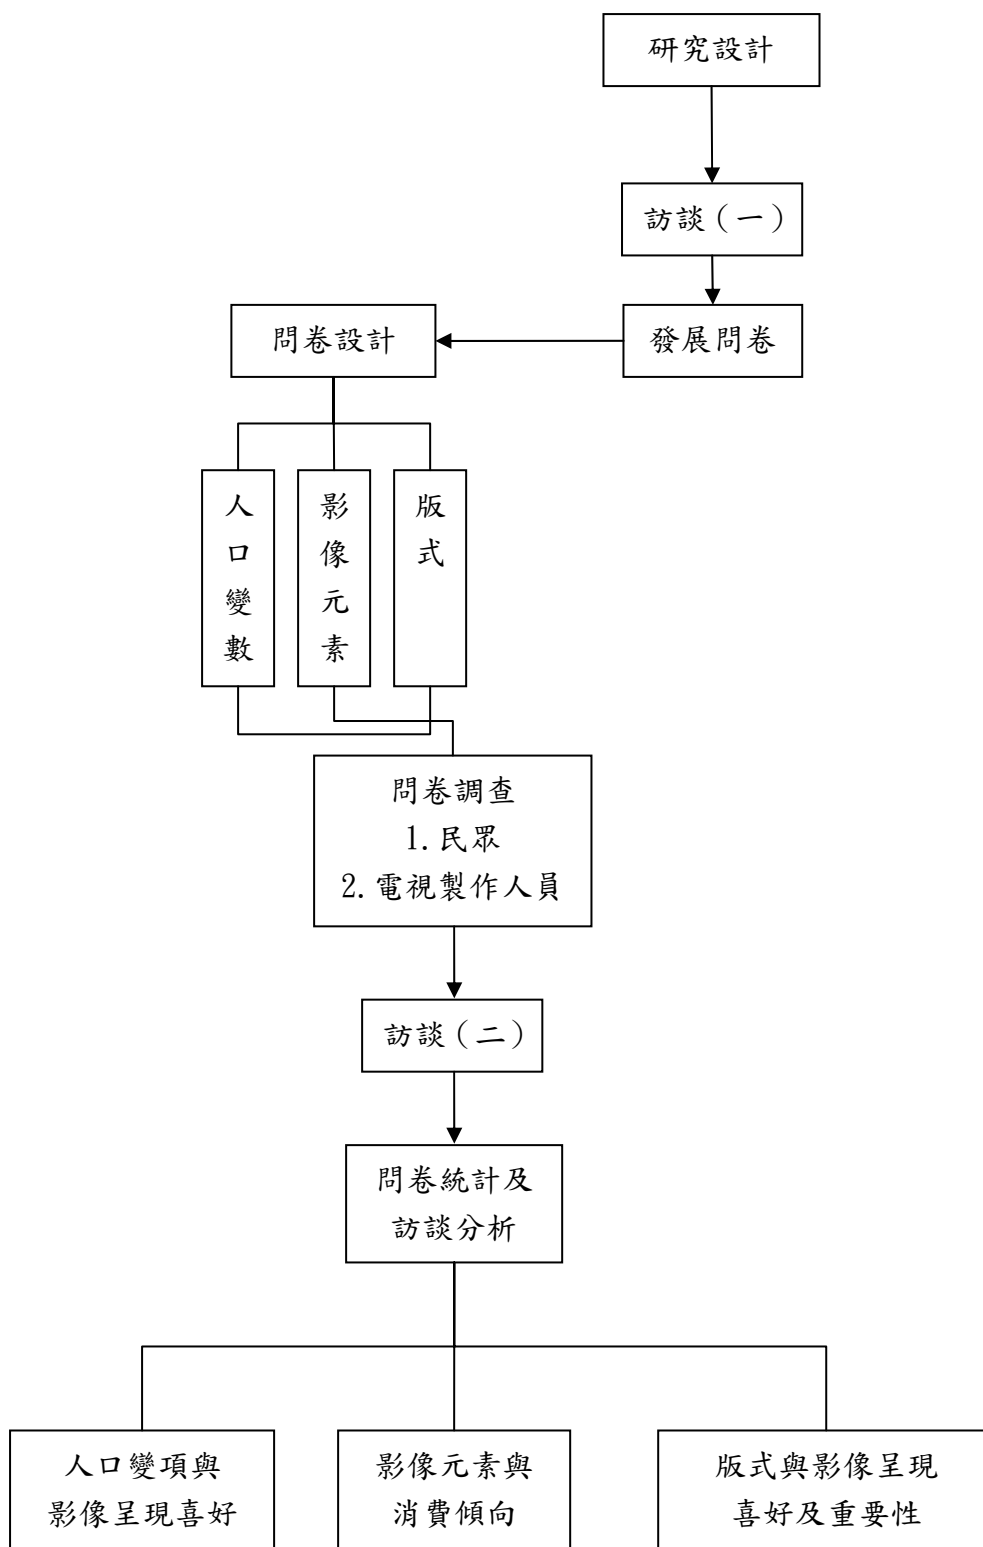 研究設計
訪談（一）
問卷設計
發展問卷
人口變數
影像元素
版式
問卷調查
1.民眾
2.電視製作人員
訪談（二）
問卷統計及
訪談分析
人口變項與
影像呈現喜好
影像元素與
消費傾向
版式與影像呈現
喜好及重要性